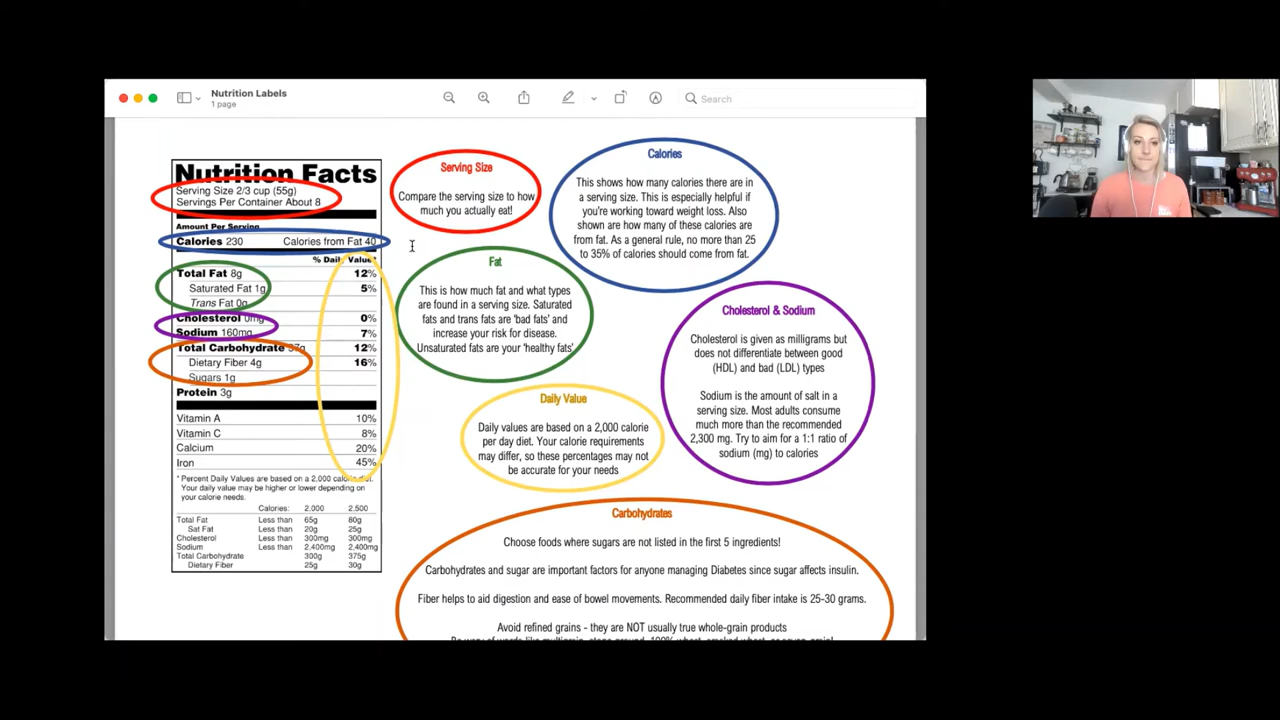 Nutrition Labels
1 page
Search
Nutrition Facts
Serving Size 2/3 cup (55g)
Servings Per Container About 8
Amount Per Serving
Calories 230 Calories from Fat 40
% Daily Value*
Total Fat 8g 12%
Saturated Fat 1g 5%
Trans Fat 0g
Cholesterol 0mg 0%
Sodium 160mg 7%
Total Carbohydrate 37g 12%
Dietary Fiber 4g 16%
Sugars 1g
Protein 3g
Vitamin A 10%
Vitamin C 8%
Calcium 20%
Iron 45%
* Percent Daily Values are based on a 2,000 calorie diet.
Your daily value may be higher or lower depending on
your calorie needs.
Calories: 2,000 2,500
Total Fat Less than 65g 80g
Sat Fat Less than 20g 25g
Cholesterol Less than 300mg 300mg
Sodium Less than 2,400mg 2,400mg
Total Carbohydrate 300g 375g
Dietary Fiber 25g 30g
Serving Size
Compare the serving size to how
much you actually eat!
Calories
This shows how many calories there are in
a serving size. This is especially helpful if
you're working toward weight loss. Also
shown are how many of these calories are
from fat. As a general rule, no more than 25
to 35% of calories should come from fat.
Fat
This is how much fat and what types
are found in a serving size. Saturated
fats and trans fats are 'bad fats' and
increase your risk for disease.
Unsaturated fats are your 'healthy fats'
Cholesterol & Sodium
Cholesterol is given as milligrams but
does not differentiate between good
(HDL) and bad (LDL) types
Sodium is the amount of salt in a
serving size. Most adults consume
much more than the recommended
2,300 mg. Try to aim for a 1:1 ratio of
sodium (mg) to calories
Daily Value
Daily values are based on a 2,000 calorie
per day diet. Your calorie requirements
may differ, so these percentages may not
be accurate for your needs
Carbohydrates
Choose foods where sugars are not listed in the first 5 ingredients!
Carbohydrates and sugar are important factors for anyone managing Diabetes since sugar affects insulin.
Fiber helps to aid digestion and ease of bowel movements. Recommended daily fiber intake is 25-30 grams.
Avoid refined grains - they are NOT usually true whole-grain products